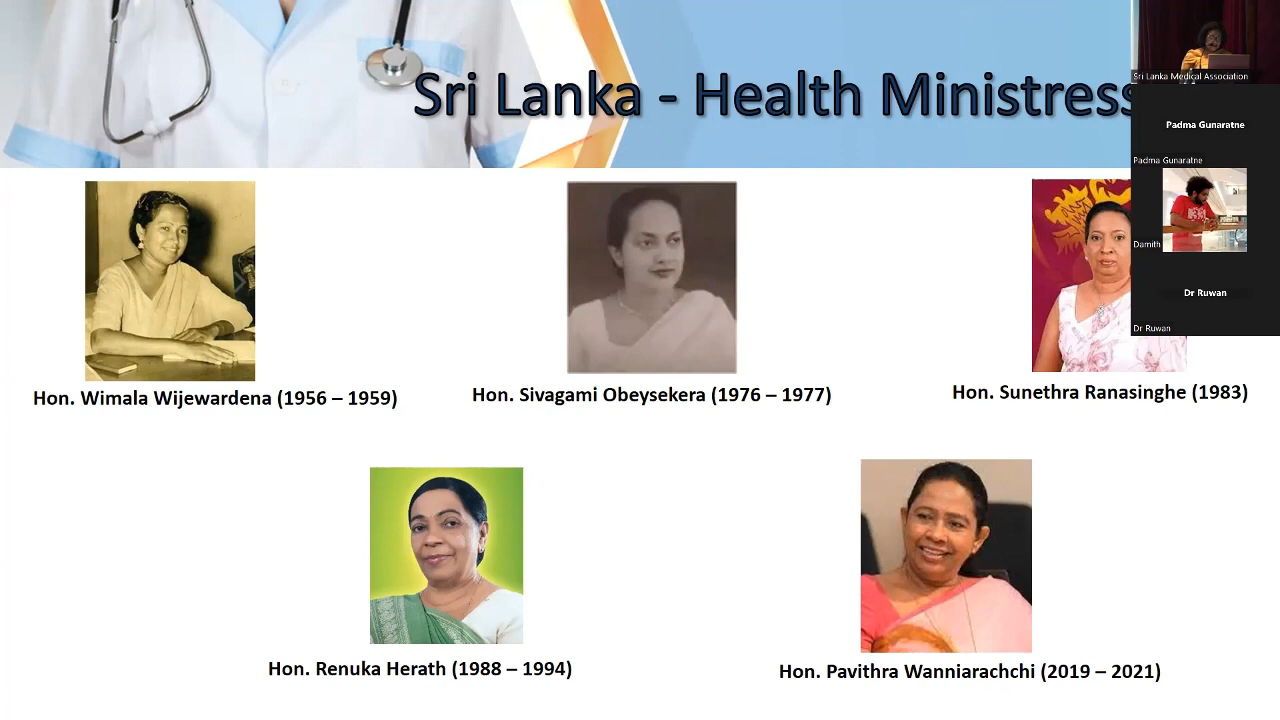 Sri Lanka - Health Ministress
Sri Lanka Medical Association
Padma Gunaratne
Padma Gunaratne
Damith
Dr Ruwan
Dr Ruwan
Hon. Wimala Wijewardena (1956 – 1959)
Hon. Sivagami Obeysekera (1976 – 1977)
Hon. Sunethra Ranasinghe (1983)
Hon. Renuka Herath (1988 – 1994)
Hon. Pavithra Wanniarachchi (2019 – 2021)